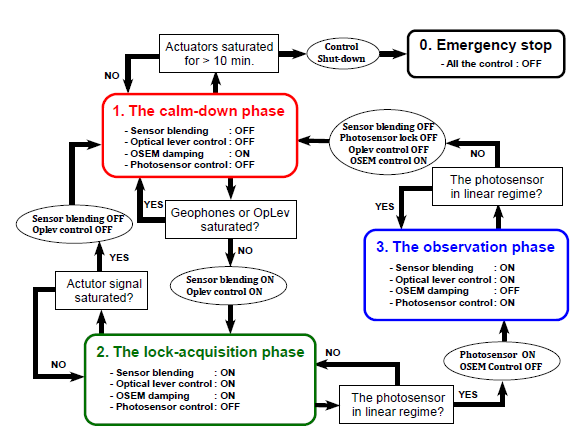 Actuators saturated
for > 10 min.
Control
Shut-down
0. Emergency stop
- All the control : OFF
NO
1. The calm-down phase
- Sensor blending : OFF
- Optical lever control : OFF
- OSEM damping : ON
- Photosensor control : OFF
Sensor blending OFF
Photosensor lock OFF
Oplev control OFF
OSEM control ON
NO
The photosensor
in linear regime?
YES
YES
Geophones or OpLev
saturated?
NO
Sensor blending OFF
Oplev control OFF
YES
Actutor signal
saturated?
NO
Sensor blending ON
Oplev control ON
3. The observation phase
- Sensor blending : ON
- Optical lever control : ON
- OSEM damping : OFF
- Photosensor control : ON
2. The lock-acquisition phase
- Sensor blending : ON
- Optical lever control : ON
- OSEM damping : ON
- Photosensor control : OFF
NO
The photosensor
in linear regime?
YES
Photosensor ON
OSEM Control OFF